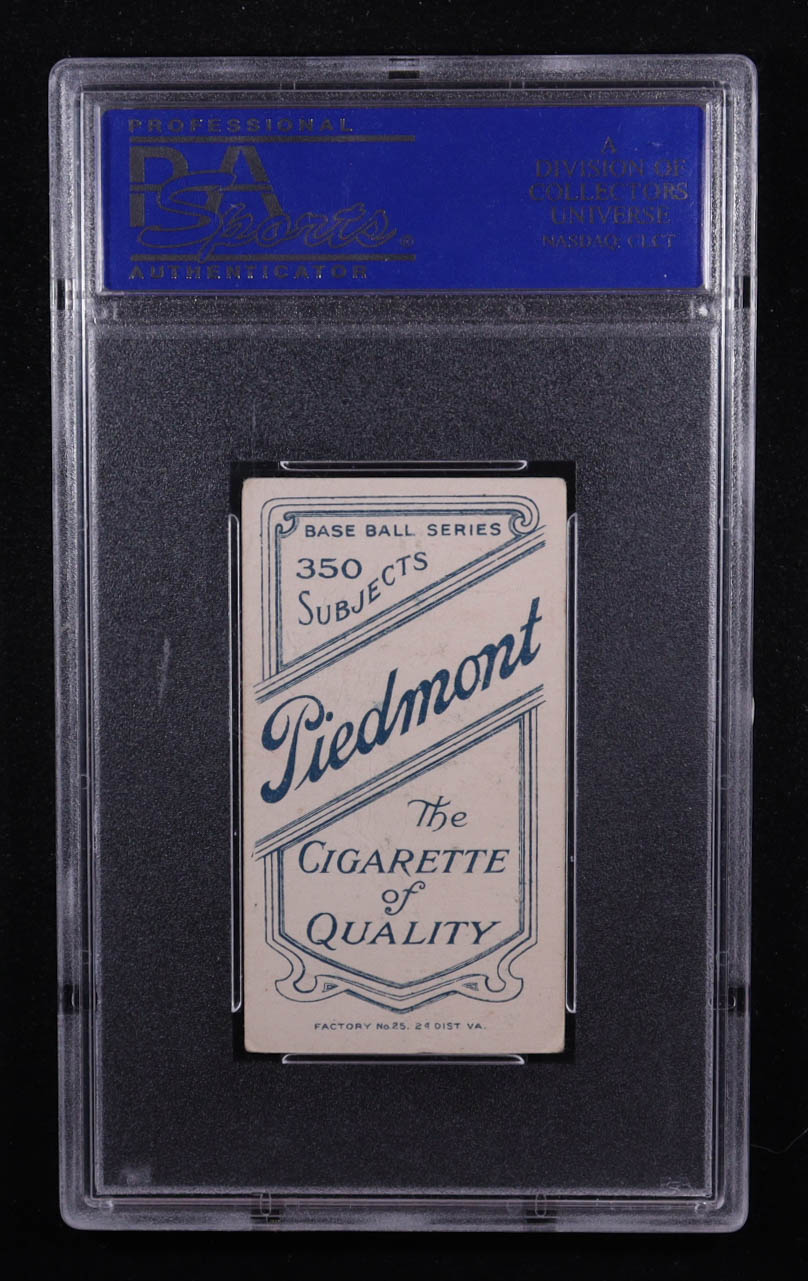 PROFESSIONAL
PSA
Sports®
AUTHENTICATOR
A
DIVISION OF
COLLECTORS
UNIVERSE
NASDAQ: CLCT
BASE BALL SERIES
350
SUBJECTS
Piedmont
The
CIGARETTE
of
QUALITY
FACTORY No.25. 2d DIST VA.